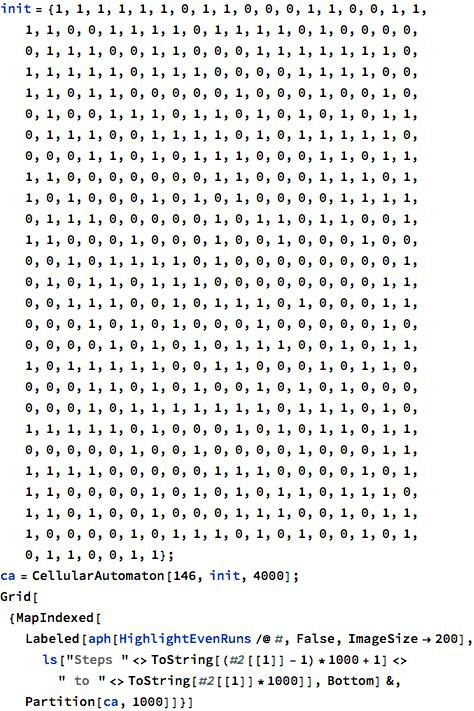 init = {1, 1, 1, 1, 1, 1, 0, 1, 1, 0, 0, 0, 1, 1, 0, 0, 1, 1,
1, 1, 0, 0, 1, 1, 1, 1, 0, 1, 1, 1, 1, 0, 1, 0, 0, 0, 0,
0, 1, 1, 1, 0, 1, 0, 0, 1, 1, 1, 0, 1, 1, 1, 1, 1, 0, 1,
1, 1, 1, 1, 1, 0, 1, 1, 1, 0, 0, 0, 0, 1, 1, 1, 1, 0, 0,
1, 1, 0, 1, 1, 0, 0, 0, 0, 0, 1, 0, 0, 0, 1, 0, 0, 1, 0,
0, 1, 0, 0, 1, 1, 1, 0, 1, 0, 1, 0, 0, 1, 1, 0, 1, 1, 1,
0, 1, 1, 1, 0, 0, 1, 1, 1, 0, 1, 1, 0, 1, 1, 1, 1, 1, 0,
0, 0, 0, 1, 1, 0, 1, 0, 1, 1, 1, 0, 0, 0, 1, 1, 0, 1, 1,
1, 1, 0, 0, 0, 0, 0, 0, 0, 1, 1, 0, 0, 0, 1, 1, 1, 0, 1,
1, 0, 1, 0, 0, 0, 0, 1, 1, 0, 0, 1, 0, 0, 0, 1, 1, 1, 1,
0, 1, 1, 1, 0, 0, 0, 0, 0, 1, 0, 1, 1, 0, 1, 1, 0, 0, 1,
1, 1, 0, 0, 0, 1, 0, 0, 0, 1, 0, 0, 1, 0, 0, 0, 1, 0, 0,
0, 0, 1, 0, 1, 1, 1, 1, 0, 1, 0, 0, 0, 0, 0, 0, 0, 0, 1,
0, 1, 0, 1, 1, 0, 1, 1, 1, 0, 0, 0, 0, 0, 0, 0, 0, 1, 1,
0, 0, 1, 1, 1, 0, 0, 1, 0, 1, 1, 1, 0, 1, 0, 0, 0, 1, 1,
0, 0, 0, 1, 0, 1, 0, 1, 0, 0, 0, 1, 0, 0, 0, 0, 0, 1, 0,
0, 0, 0, 0, 1, 0, 1, 0, 1, 0, 1, 1, 1, 0, 0, 1, 0, 1, 1,
1, 0, 1, 1, 1, 1, 1, 0, 0, 1, 0, 0, 0, 1, 0, 0, 0, 0, 1,
0, 0, 0, 1, 1, 0, 1, 0, 1, 0, 0, 1, 0, 1, 0, 1, 0, 0, 0,
0, 0, 0, 1, 0, 1, 1, 1, 1, 1, 1, 1, 0, 1, 1, 1, 0, 1, 0,
1, 1, 1, 1, 1, 0, 1, 0, 0, 0, 1, 0, 1, 0, 1, 1, 0, 1, 1,
0, 0, 0, 0, 0, 1, 0, 0, 1, 0, 0, 0, 0, 1, 0, 0, 0, 1, 1,
1, 1, 1, 1, 0, 0, 0, 0, 0, 1, 1, 1, 0, 0, 0, 0, 1, 0, 1,
1, 1, 0, 0, 0, 0, 1, 0, 1, 0, 1, 0, 1, 1, 0, 1, 1, 1, 0,
1, 1, 0, 1, 0, 0, 1, 0, 0, 0, 1, 1, 1, 0, 0, 1, 0, 1, 1,
1, 0, 0, 0, 0, 1, 0, 1, 1, 1, 0, 1, 0, 1, 0, 0, 1, 0, 1,
0, 1, 1, 0, 0, 1, 1};
ca = CellularAutomaton[146, init, 4000];
Grid[
{MapIndexed[
Labeled[aph[HighlightEvenRuns /@ #, False, ImageSize → 200],
ls["Steps " <> ToString[(#2[[1]] - 1) * 1000 + 1] <>
" to " <> ToString[#2[[1]] * 1000]], Bottom] &,
Partition[ca, 1000]]}]